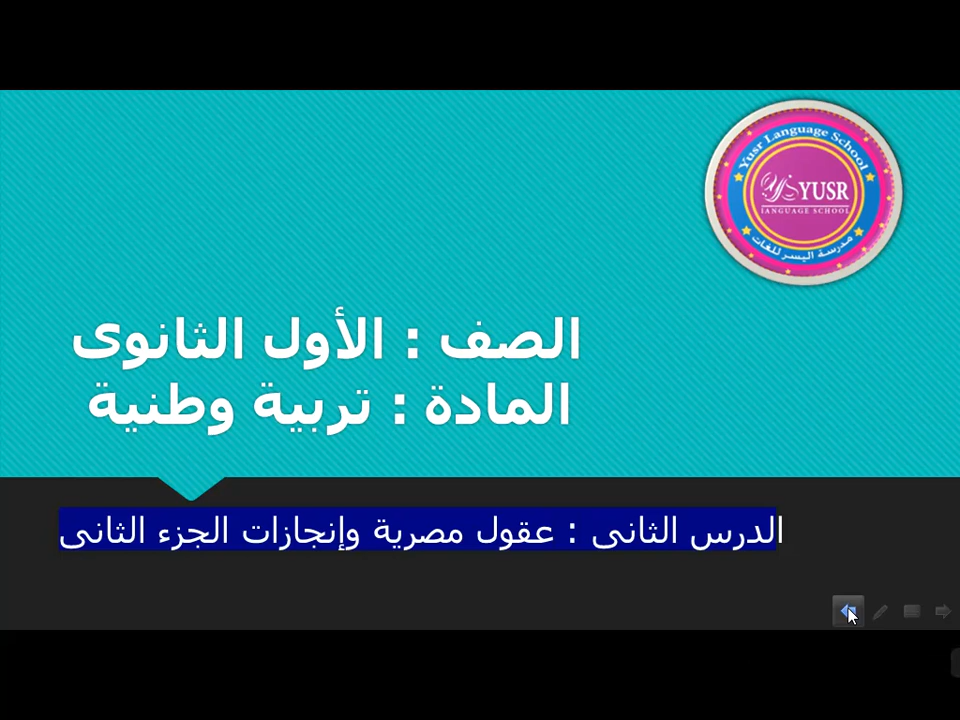 Yusr Language School
YUSR
LANGUAGE SCHOOL
مدرسة اليسر للغات
الصف : الأول الثانوى
المادة : تربية وطنية
الدرس الثانى : عقول مصرية وإنجازات الجزء الثانى